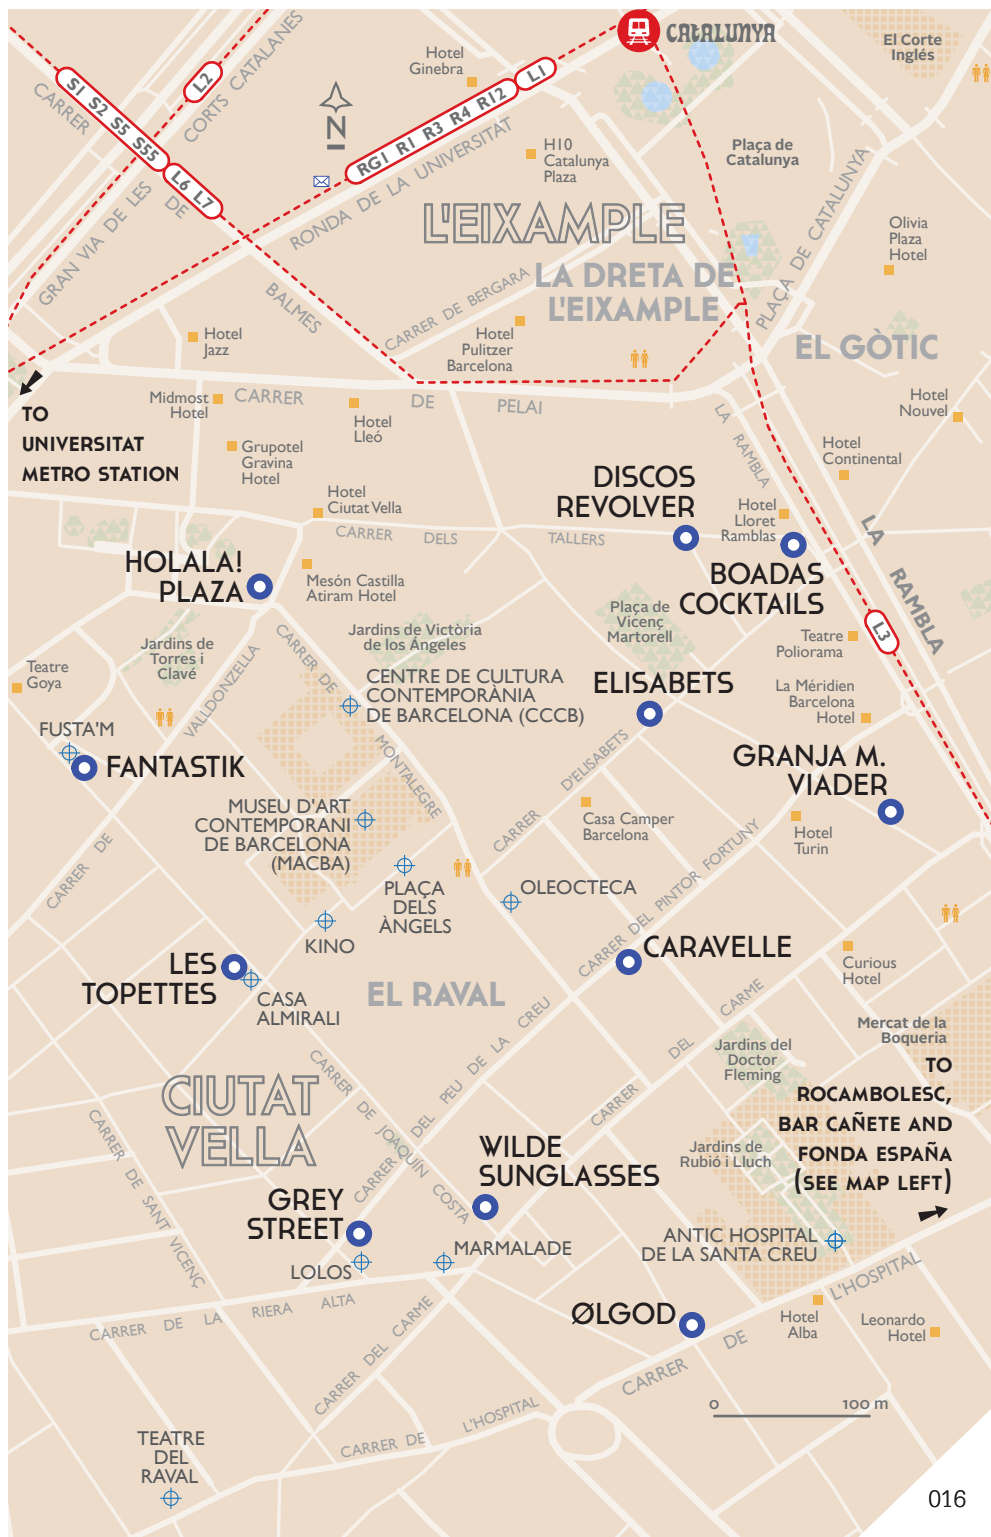 CATALUNYA
El Corte
Inglés
Hotel
Ginebra
L1
L2
CORTS CATALANES
S1 S2 S5 S55
CARRER
N
RG1 R1 R3 R4 R12
RONDA DE LA UNIVERSITAT
H10
Catalunya
Plaza
Plaça de
Catalunya
L6 L7
DE
GRAN VIA DE LES
L'EIXAMPLE
PLAÇA DE CATALUNYA
Olivia
Plaza
Hotel
LA DRETA DE
L'EIXAMPLE
BALMES
CARRER DE BERGARA
Hotel
Pulitzer
Barcelona
Hotel
Jazz
EL GÒTIC
TO
UNIVERSITAT
METRO STATION
Midmost
Hotel
CARRER DE PELAI
Hotel
Lleó
Hotel
Nouvel
Grupotel
Gravina
Hotel
LA RAMBLA
Hotel
Continental
DISCOS
REVOLVER
Hotel
Ciutat Vella
Hotel
Lloret
Ramblas
CARRER DELS TALLERS
LA RAMBLA
HOLALA!
PLAZA
Mesón Castilla
Atiram Hotel
BOADAS
COCKTAILS
Plaça de
Vicenç
Martorell
L3
Teatre
Poliorama
Jardins de
Torres i
Clavé
CARRER DE
MONTALEGRE
Jardins de Victòria
de los Ángeles
Teatre
Goya
VALLDONZELLA
CENTRE DE CULTURA
CONTEMPORÀNIA
DE BARCELONA (CCCB)
ELISABETS
La Méridien
Barcelona
Hotel
FUSTA'M
FANTASTIK
GRANJA M.
VIADER
CARRER D'ELISABETS
MUSEU D'ART
CONTEMPORANI
DE BARCELONA
(MACBA)
Casa Camper
Barcelona
Hotel
Turin
CARRER DE
PLAÇA
DELS
ÀNGELS
OLEOCTECA
CARRER DEL PINTOR FORTUNY
KINO
CARAVELLE
LES
TOPETTES
CASA
ALMIRALI
EL RAVAL
Curious
Hotel
CARRER DEL CARME
Mercat de la
Boqueria
Jardins del
Doctor
Fleming
TO
ROCAMBOLESC,
BAR CAÑETE AND
FONDA ESPAÑA
(SEE MAP LEFT)
CARRER DEL PEU DE LA CREU
CARRER DE JOAQUÍN COSTA
CIUTAT
VELLA
CARRER DE SANT VICENÇ
WILDE
SUNGLASSES
Jardins de
Rubió i Lluch
GREY
STREET
ANTIC HOSPITAL
DE LA SANTA CREU
MARMALADE
LOLOS
CARRER DE LA RIERA ALTA
ØLGOD
Hotel
Alba
Leonardo
Hotel
CARRER DE L'HOSPITAL
CARRER DEL CARME
0 100 m
CARRER DE L'HOSPITAL
TEATRE
DEL
RAVAL
016